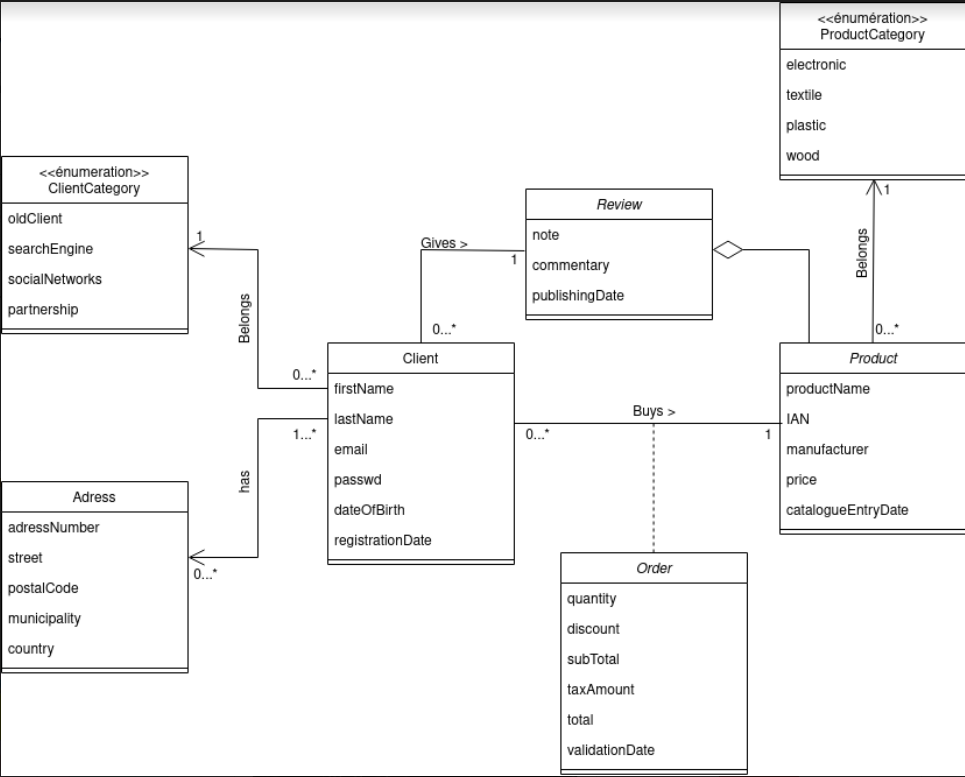 <<énumération>>
ProductCategory
electronic
textile
plastic
wood
<<énumeration>>
ClientCategory
oldClient
searchEngine
socialNetworks
partnership
1
Belongs
0...*
Gives >
1
0...*
Review
note
commentary
publishingDate
1
Belongs
0...*
Client
firstName
lastName
email
passwd
dateOfBirth
registrationDate
Buys >
0...*
1
Product
productName
IAN
manufacturer
price
catalogueEntryDate
1...*
has
0...*
Adress
adressNumber
street
postalCode
municipality
country
Order
quantity
discount
subTotal
taxAmount
total
validationDate